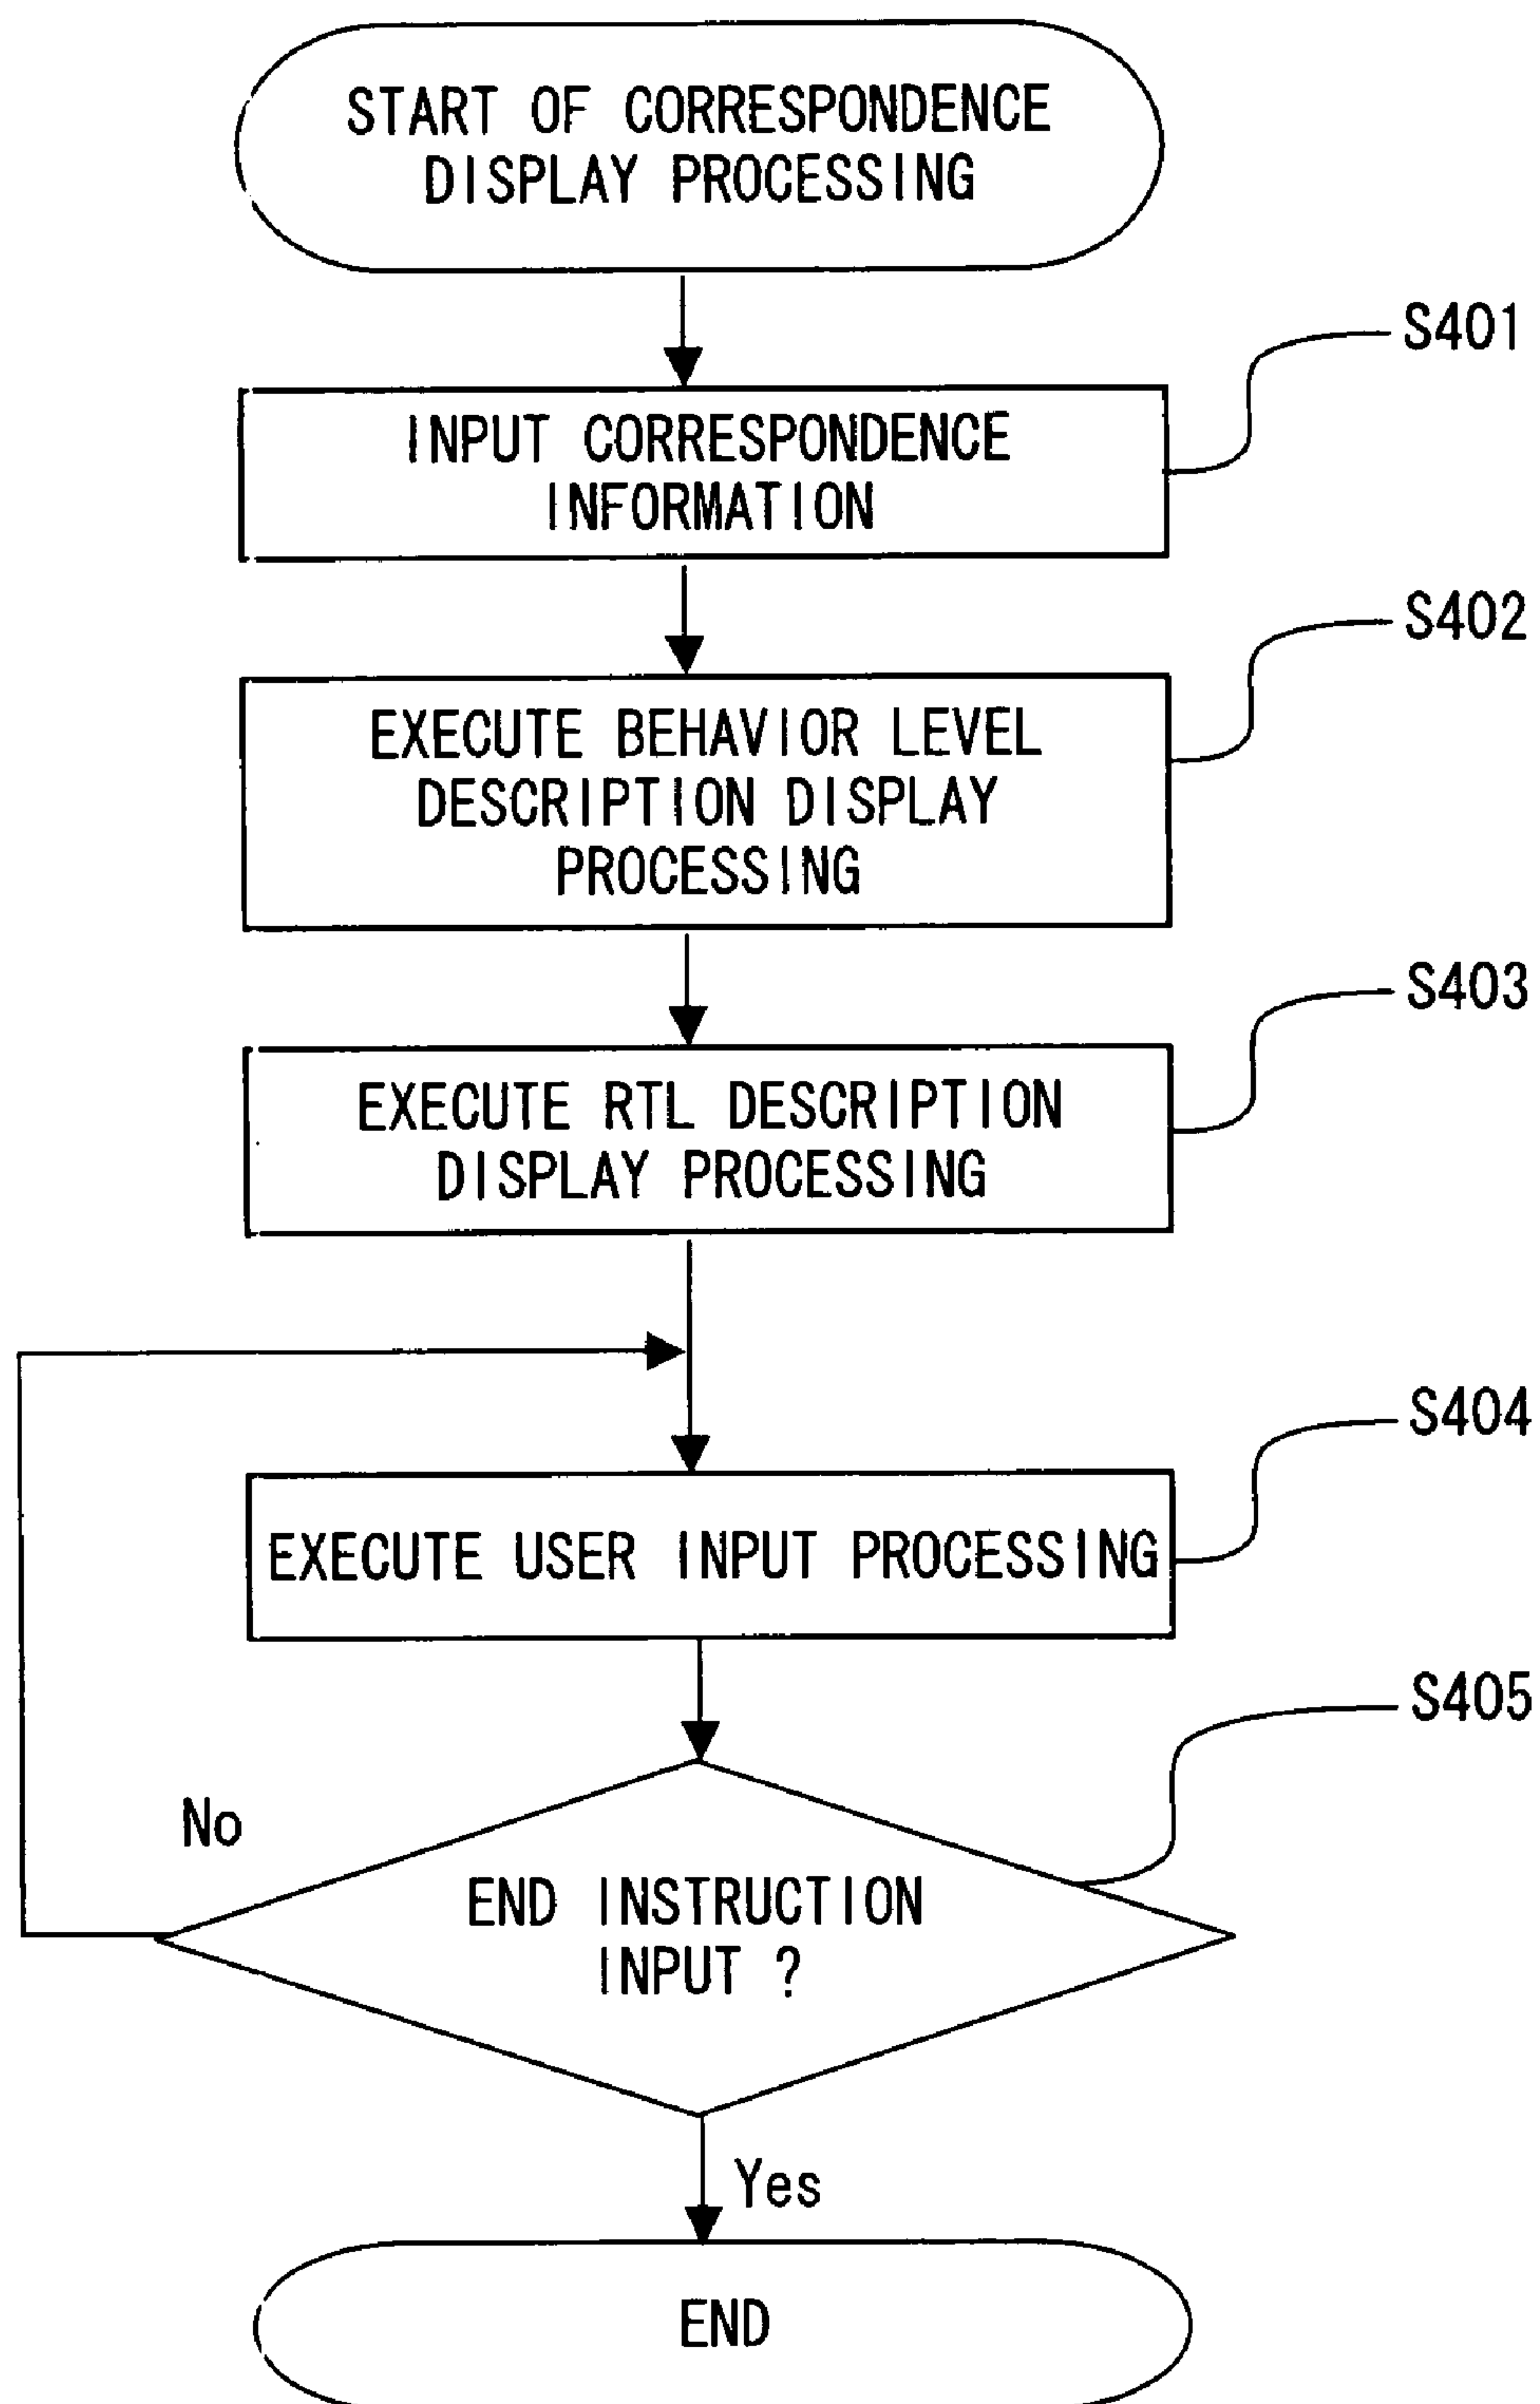 START OF CORRESPONDENCE
DISPLAY PROCESSING
S401
INPUT CORRESPONDENCE
INFORMATION
S402
EXECUTE BEHAVIOR LEVEL
DESCRIPTION DISPLAY
PROCESSING
S403
EXECUTE RTL DESCRIPTION
DISPLAY PROCESSING
S404
EXECUTE USER INPUT PROCESSING
S405
No
END INSTRUCTION
INPUT ?
Yes
END